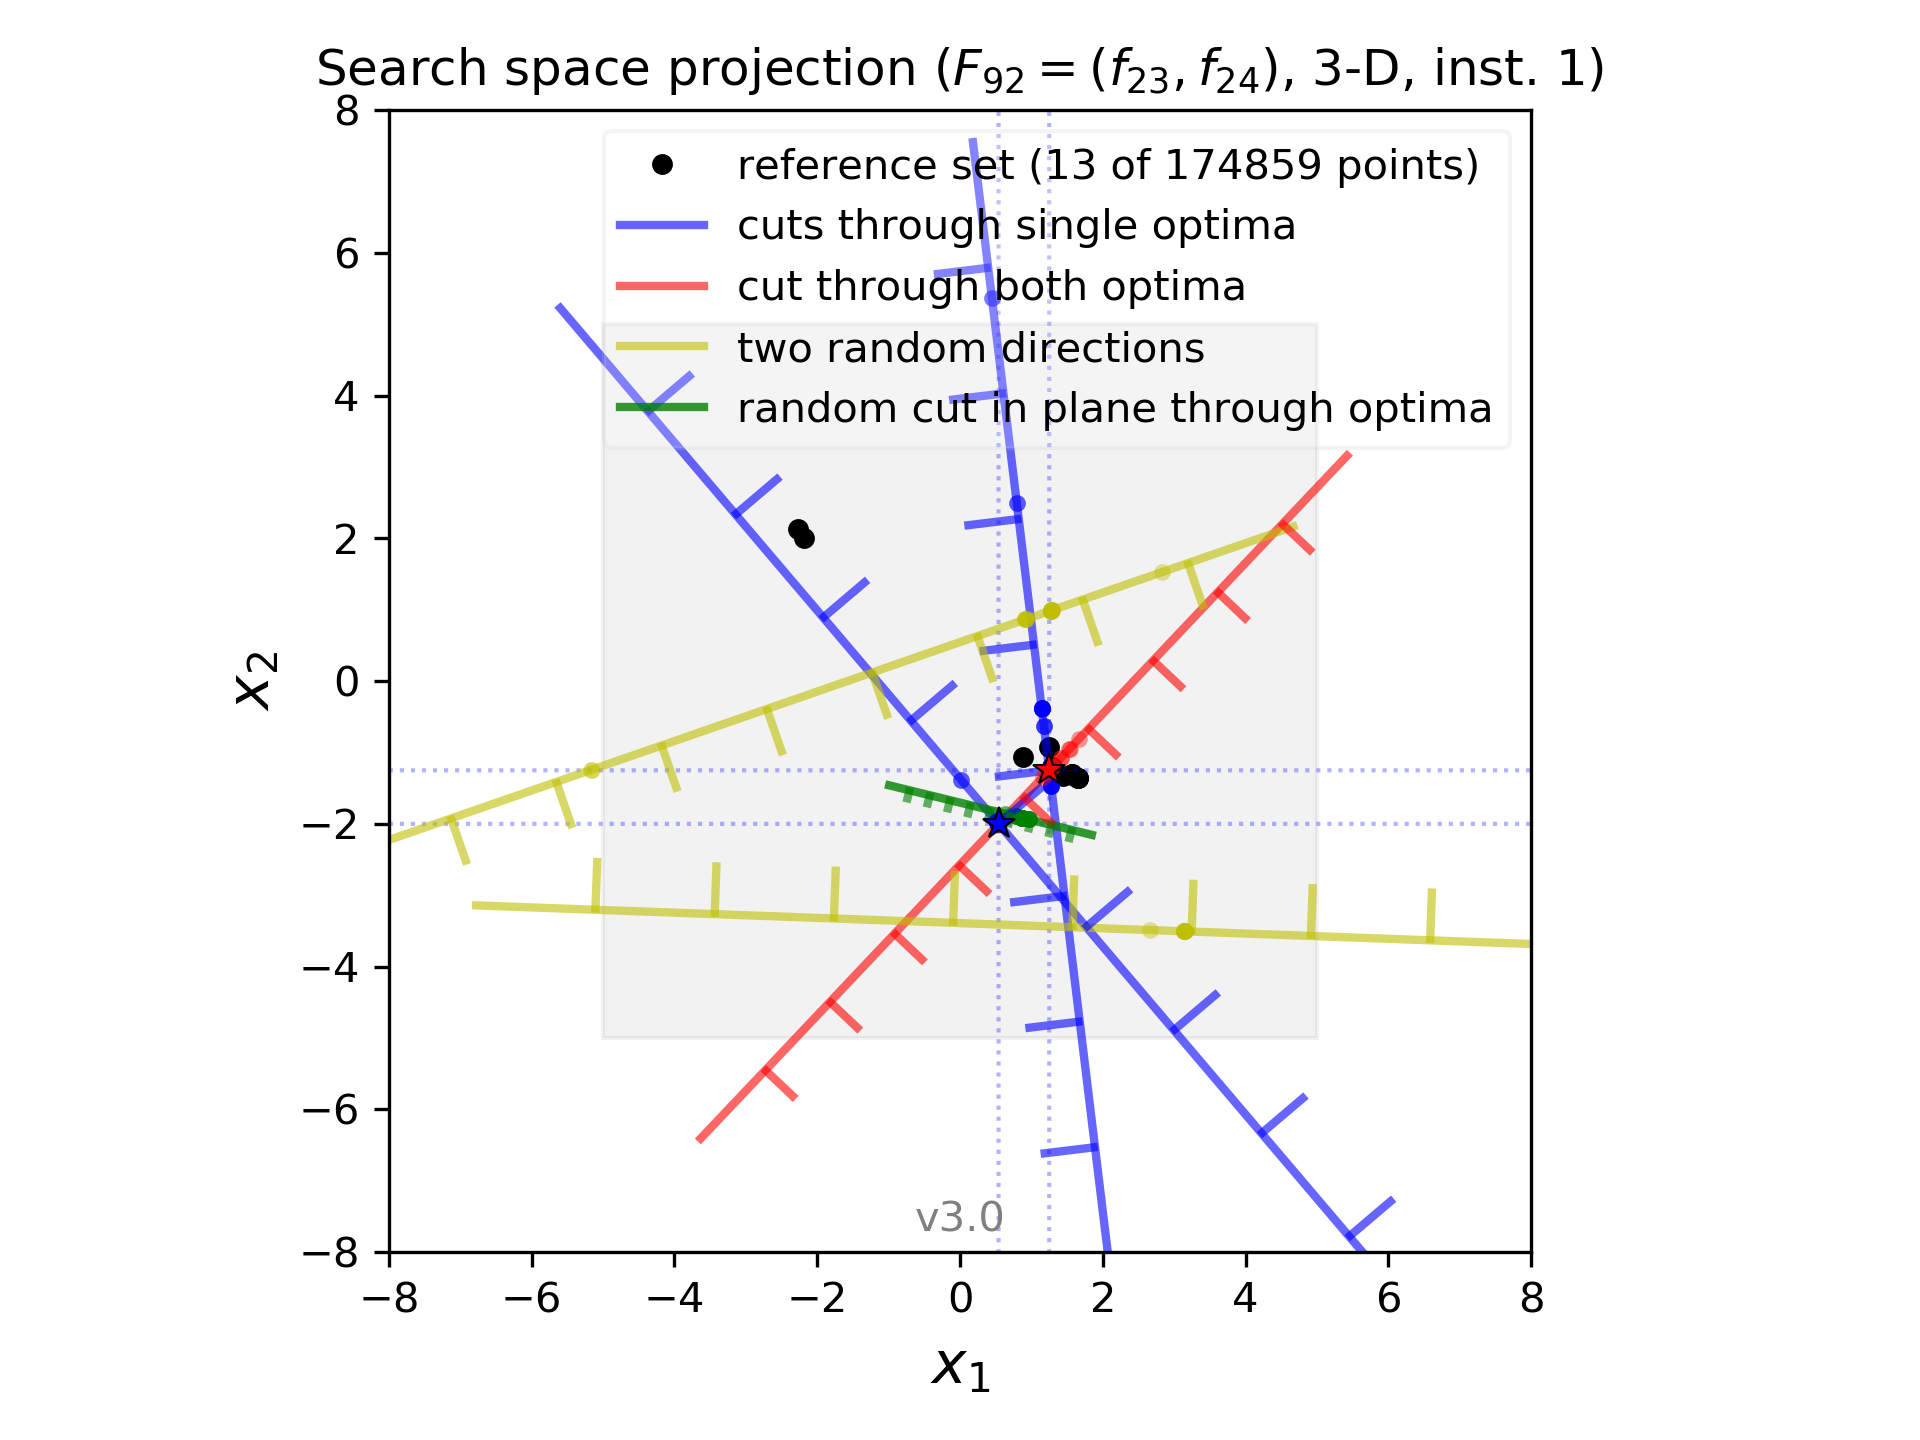 Search space projection (F92 = (f23, f24), 3-D, inst. 1)
reference set (13 of 174859 points)
cuts through single optima
cut through both optima
two random directions
random cut in plane through optima
x2
8
6
4
2
0
−2
−4
−6
−8
v3.0
−8 −6 −4 −2 0 2 4 6 8
x1